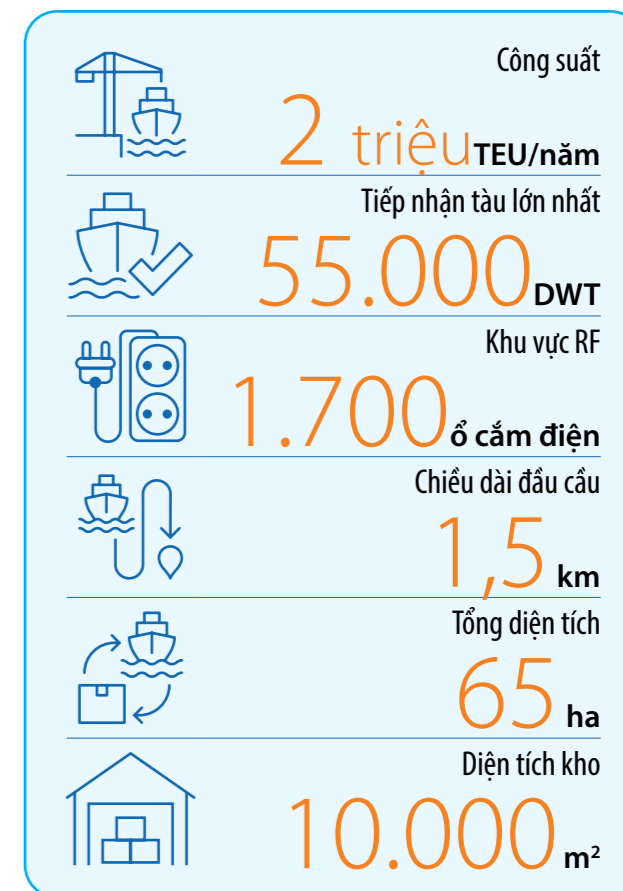 Công suất
2 triệu TEU/năm
Tiếp nhận tàu lớn nhất
55.000 DWT
Khu vực RF
1.700 ổ cắm điện
Chiều dài đầu cầu
1,5 km
Tổng diện tích
65 ha
Diện tích kho
10.000 m²